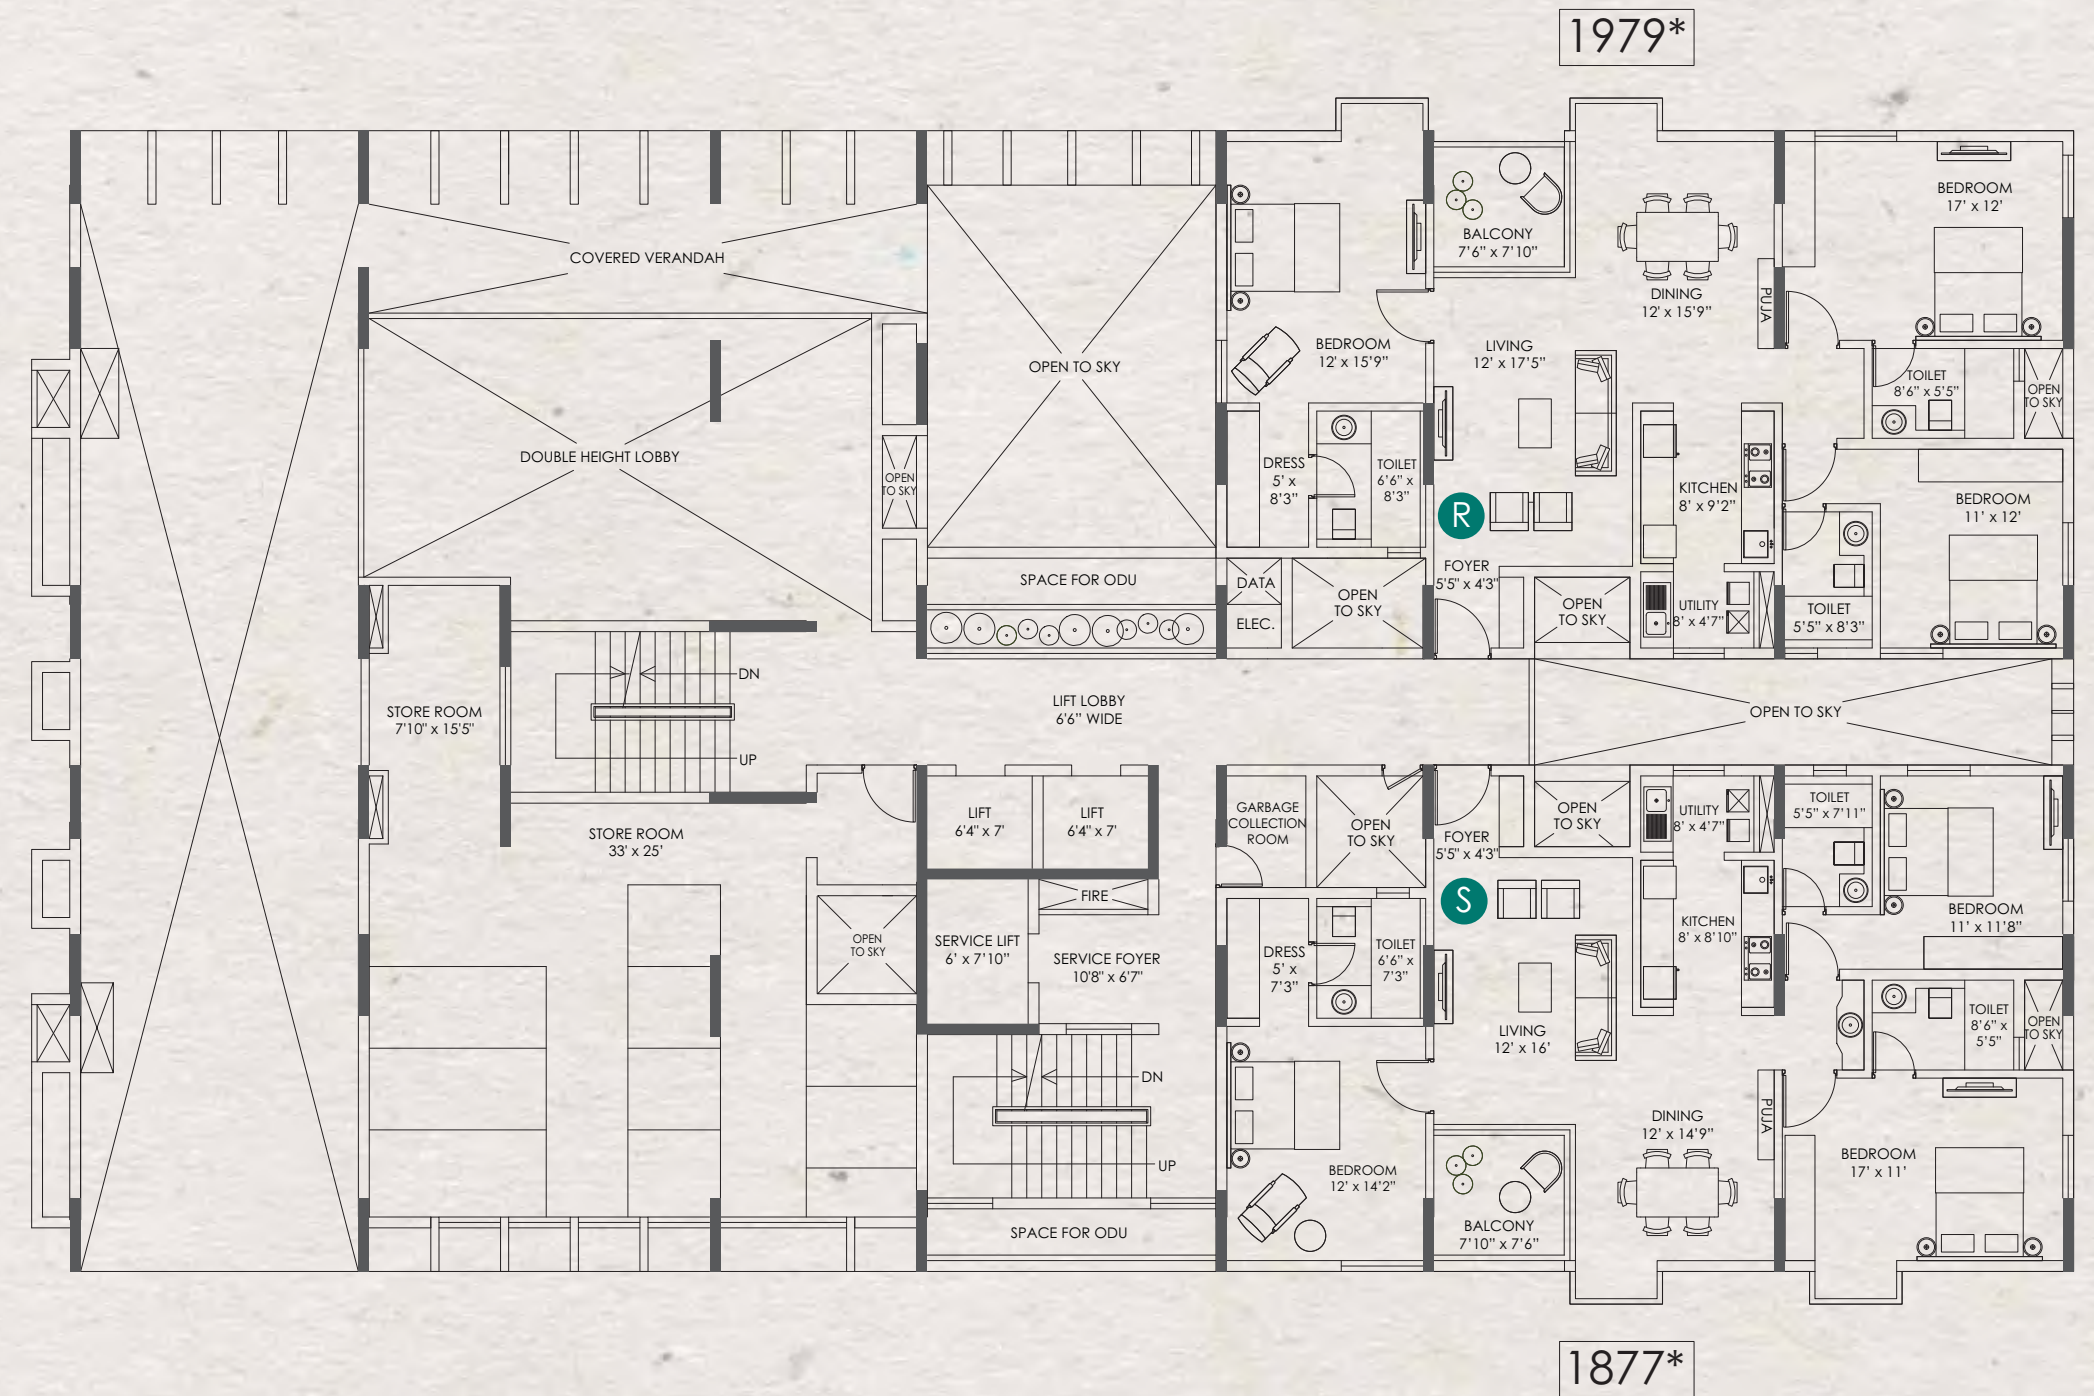 1979*
COVERED VERANDAH
DOUBLE HEIGHT LOBBY
OPEN
TO SKY
OPEN TO SKY
SPACE FOR ODU
BEDROOM
12' x 15'9"
DRESS
5' x
8'3"
TOILET
6'6" x
8'3"
DATA
ELEC.
OPEN
TO SKY
BALCONY
7'6" x 7'10"
LIVING
12' x 17'5"
R
FOYER
5'5" x 4'3"
OPEN
TO SKY
DINING
12' x 15'9"
PUJA
KITCHEN
8' x 9'2"
UTILITY
8' x 4'7"
BEDROOM
17' x 12'
TOILET
8'6" x 5'5"
OPEN
TO SKY
BEDROOM
11' x 12'
TOILET
5'5" x 8'3"
STORE ROOM
7'10" x 15'5"
DN
UP
LIFT LOBBY
6'6" WIDE
OPEN TO SKY
STORE ROOM
33' x 25'
OPEN
TO SKY
LIFT
6'4" x 7'
LIFT
6'4" x 7'
FIRE
SERVICE LIFT
6' x 7'10"
SERVICE FOYER
10'8" x 6'7"
DN
UP
SPACE FOR ODU
GARBAGE
COLLECTION
ROOM
OPEN
TO SKY
DRESS
5' x
7'3"
TOILET
6'6" x
7'3"
BEDROOM
12' x 14'2"
FOYER
5'5" x 4'3"
S
OPEN
TO SKY
UTILITY
8' x 4'7"
KITCHEN
8' x 8'10"
LIVING
12' x 16'
DINING
12' x 14'9"
PUJA
BALCONY
7'10" x 7'6"
TOILET
5'5" x 7'11"
BEDROOM
11' x 11'8"
TOILET
8'6" x
5'5"
OPEN
TO SKY
BEDROOM
17' x 11'
1877*